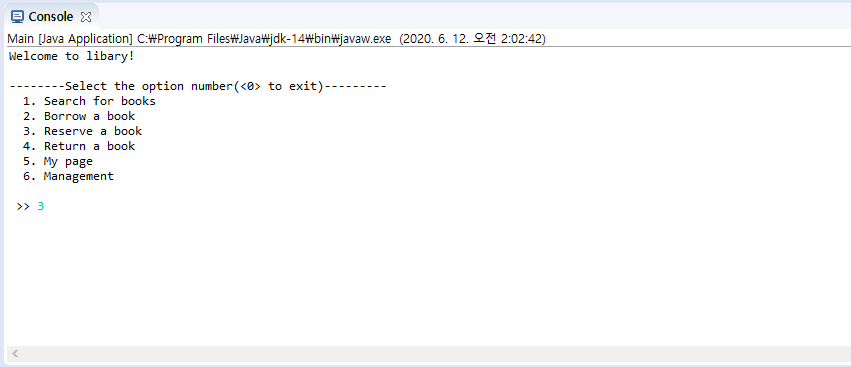 Console
Main [Java Application] C:₩Program Files₩Java₩jdk-14₩bin₩javaw.exe (2020. 6. 12. 오전 2:02:42)
Welcome to libary!
--------Select the option number(<0> to exit)---------
1. Search for books
2. Borrow a book
3. Reserve a book
4. Return a book
5. My page
6. Management
>> 3